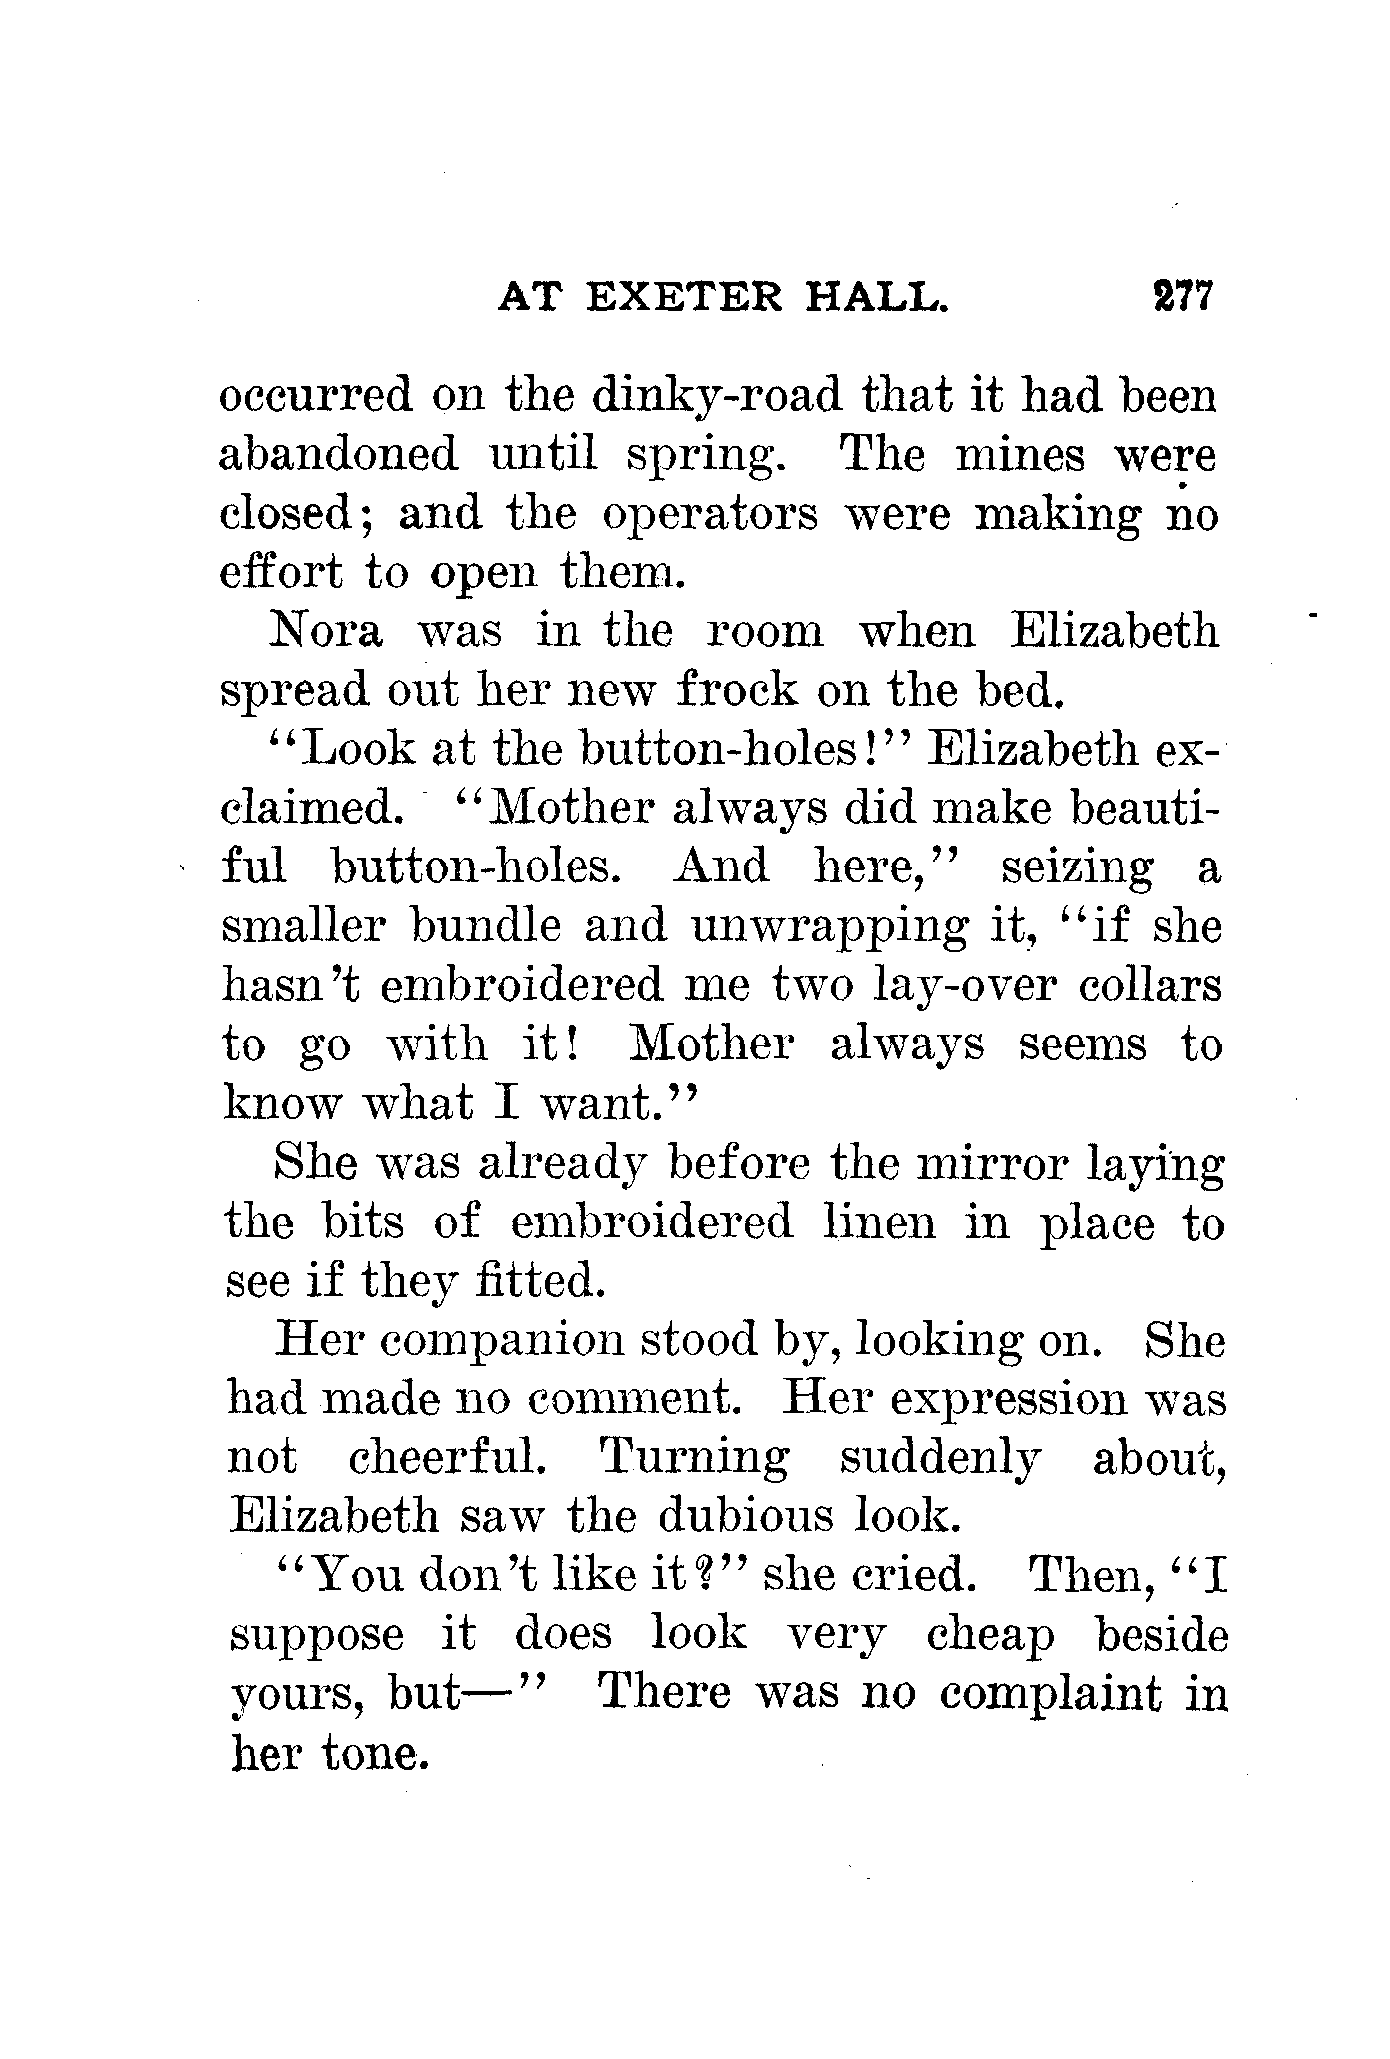 AT EXETER HALL. 277
occurred on the dinky-road that it had been
abandoned until spring. The mines were
closed; and the operators were making no
effort to open them.
Nora was in the room when Elizabeth
spread out her new frock on the bed.
"Look at the button-holes!" Elizabeth ex-
claimed. "Mother always did make beauti-
ful button-holes. And here," seizing a
smaller bundle and unwrapping it, "if she
hasn't embroidered me two lay-over collars
to go with it! Mother always seems to
know what I want."
She was already before the mirror laying
the bits of embroidered linen in place to
see if they fitted.
Her companion stood by, looking on. She
had made no comment. Her expression was
not cheerful. Turning suddenly about,
Elizabeth saw the dubious look.
"You don't like it?" she cried. Then, "I
suppose it does look very cheap beside
yours, but—" There was no complaint in
her tone.